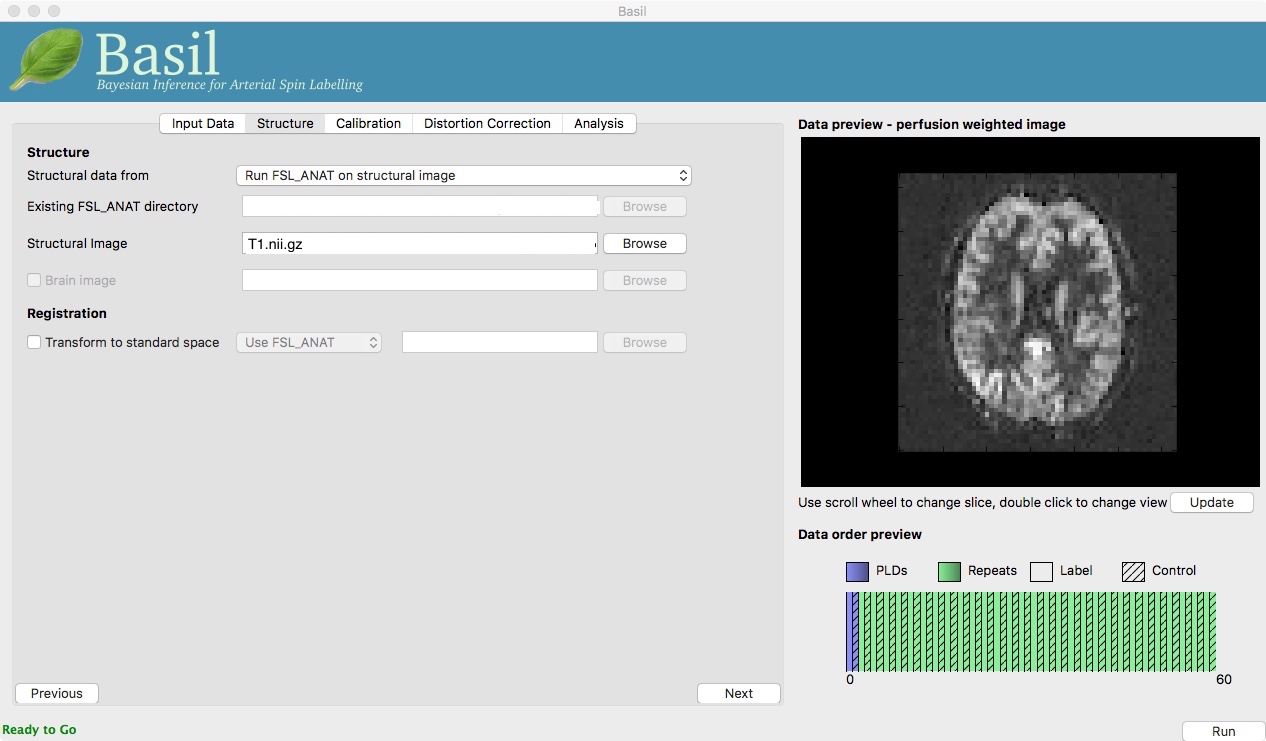 Basil
Basil
Bayesian Inference for Arterial Spin Labelling
Input Data Structure Calibration Distortion Correction Analysis
Structure
Structural data from Run FSL_ANAT on structural image
Existing FSL_ANAT directory Browse
Structural Image T1.nii.gz Browse
Brain image Browse
Registration
Transform to standard space Use FSL_ANAT Browse
Previous Next
Data preview - perfusion weighted image
Use scroll wheel to change slice, double click to change view Update
Data order preview
PLDs Repeats Label Control
0 60
Ready to Go Run